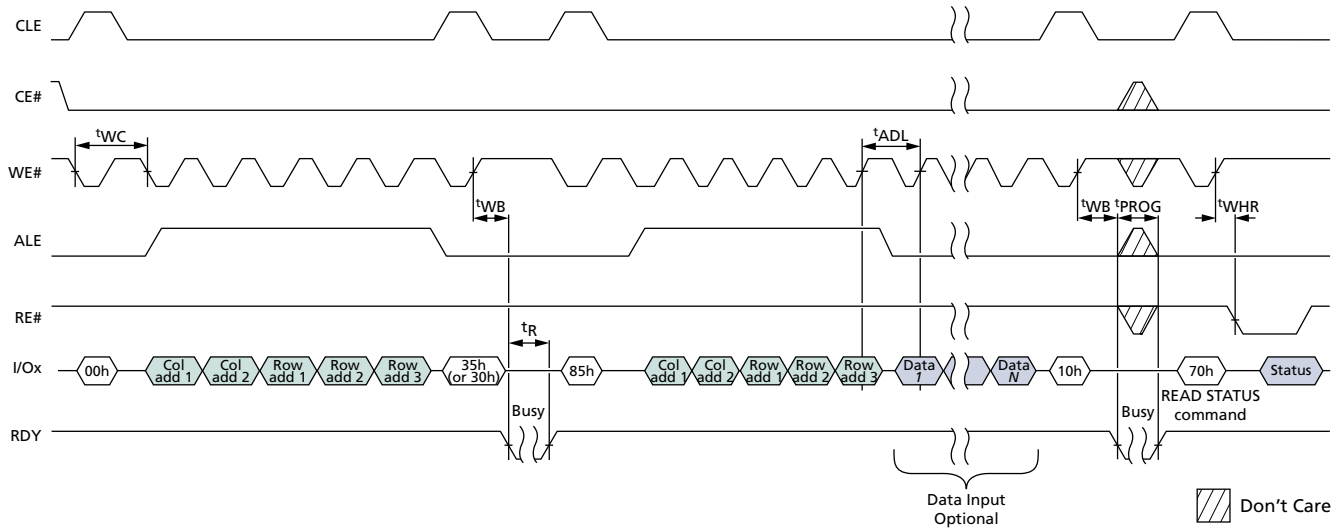 CLE
CE#
tWC
tADL
WE#
tWB
tWB
tPROG
tWHR
ALE
RE#
tR
I/Ox
00h
Col add 1
Col add 2
Row add 1
Row add 2
Row add 3
35h (or 30h)
85h
Col add 1
Col add 2
Row add 1
Row add 2
Row add 3
Data 1
Data N
10h
70h
Status
READ STATUS command
Busy
Busy
RDY
Data Input
Optional
Don't Care